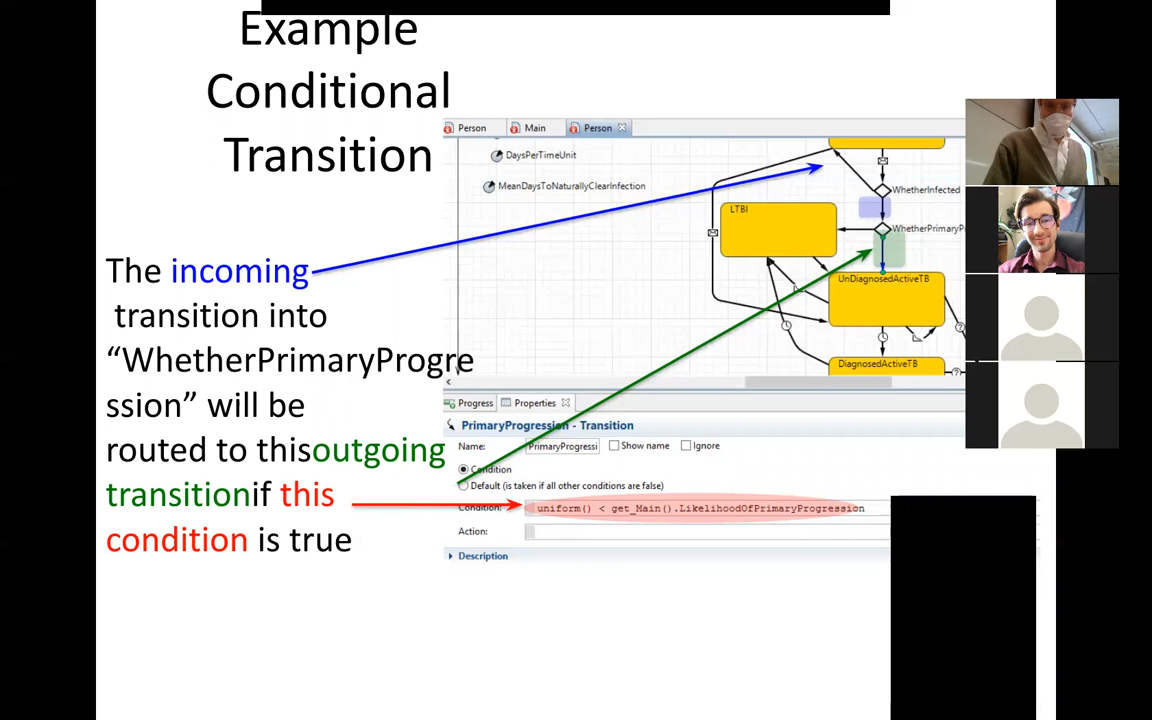 Example
Conditional
Transition
The incoming
transition into
“WhetherPrimaryProgre
ssion” will be
routed to thisoutgoing
transitionif this
condition is true
Person
Main
Person
DaysPerTimeUnit
MeanDaysToNaturallyClearInfection
WhetherInfected
LTBI
WhetherPrimaryP
UnDiagnosedActiveTB
DiagnosedActiveTB
Progress
Properties
PrimaryProgression - Transition
Name:
PrimaryProgressi
Show name
Ignore
Condition
Default (is taken if all other conditions are false)
Condition:
uniform() < get_Main().LikelihoodOfPrimaryProgression
Action:
Description